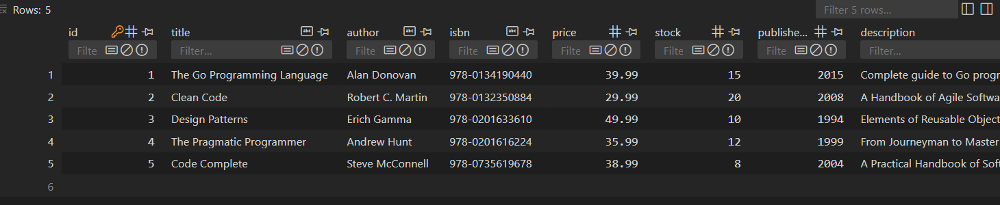 Rows: 5 Filter 5 rows...
id title author isbn price stock publishe... description
Filte Filter... Filte Filte Filte Filte Filte Filter...
1 1 The Go Programming Language Alan Donovan 978-0134190440 39.99 15 2015 Complete guide to Go prog
2 2 Clean Code Robert C. Martin 978-0132350884 29.99 20 2008 A Handbook of Agile Softwa
3 3 Design Patterns Erich Gamma 978-0201633610 49.99 10 1994 Elements of Reusable Object
4 4 The Pragmatic Programmer Andrew Hunt 978-0201616224 35.99 12 1999 From Journeyman to Master
5 5 Code Complete Steve McConnell 978-0735619678 38.99 8 2004 A Practical Handbook of Soft
6